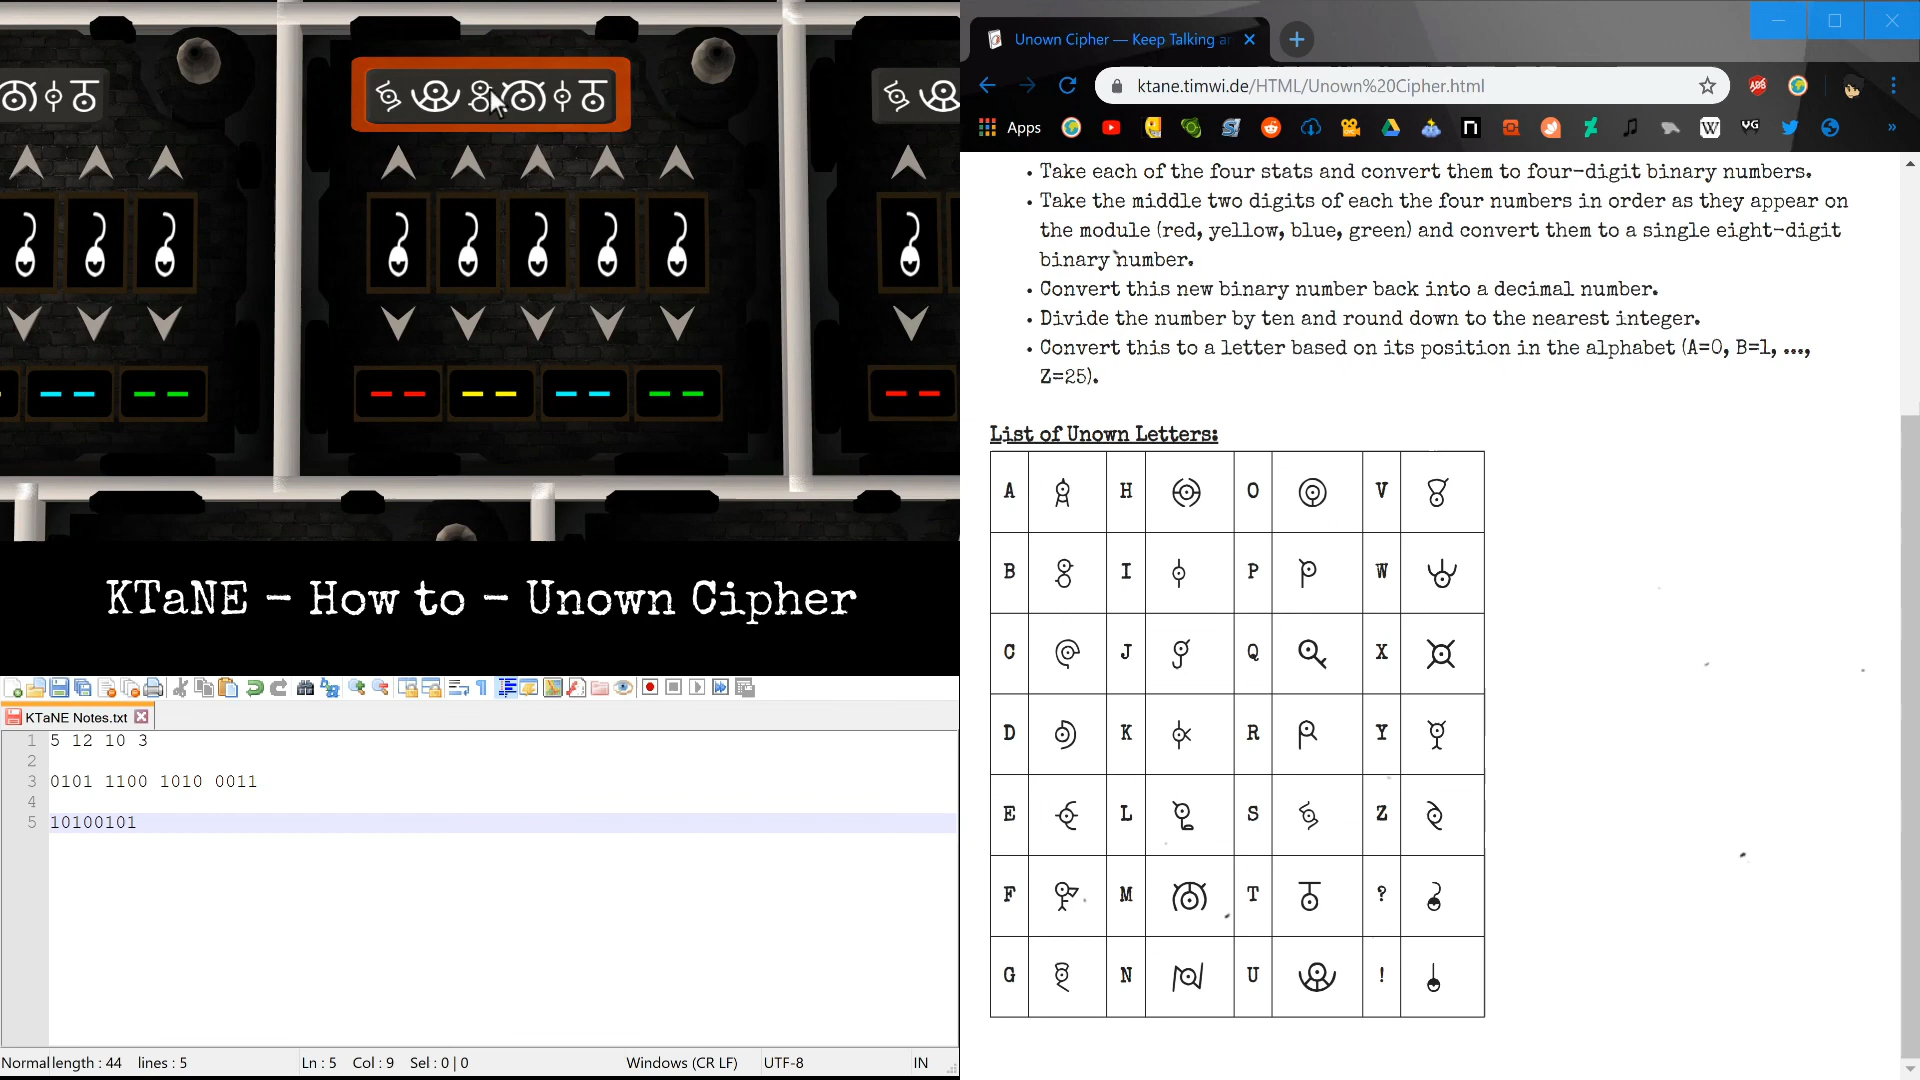 KTaNE - How to - Unown Cipher
KTaNE Notes.txt
1 5 12 10 3
2
3 0101 1100 1010 0011
4
5 10100101
Normal length : 44 lines : 5 Ln : 5 Col : 9 Sel : 0 | 0 Windows (CR LF) UTF-8 IN
Unown Cipher — Keep Talking a
ktane.timwi.de/HTML/Unown%20Cipher.html
Apps
• Take each of the four stats and convert them to four-digit binary numbers.
• Take the middle two digits of each the four numbers in order as they appear on
the module (red, yellow, blue, green) and convert them to a single eight-digit
binary number.
• Convert this new binary number back into a decimal number.
• Divide the number by ten and round down to the nearest integer.
• Convert this to a letter based on its position in the alphabet (A=0, B=1, ...,
Z=25).
List of Unown Letters:
A H O V
B I P W
C J Q X
D K R Y
E L S Z
F M T ?
G N U !